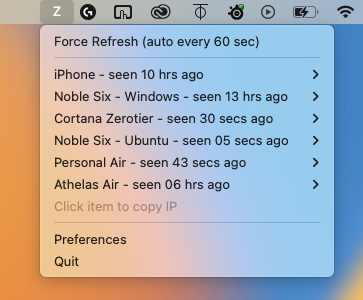 Z
Force Refresh (auto every 60 sec)
iPhone - seen 10 hrs ago
Noble Six - Windows - seen 13 hrs ago
Cortana Zerotier - seen 30 secs ago
Noble Six - Ubuntu - seen 05 secs ago
Personal Air - seen 43 secs ago
Athelas Air - seen 06 hrs ago
Click item to copy IP
Preferences
Quit